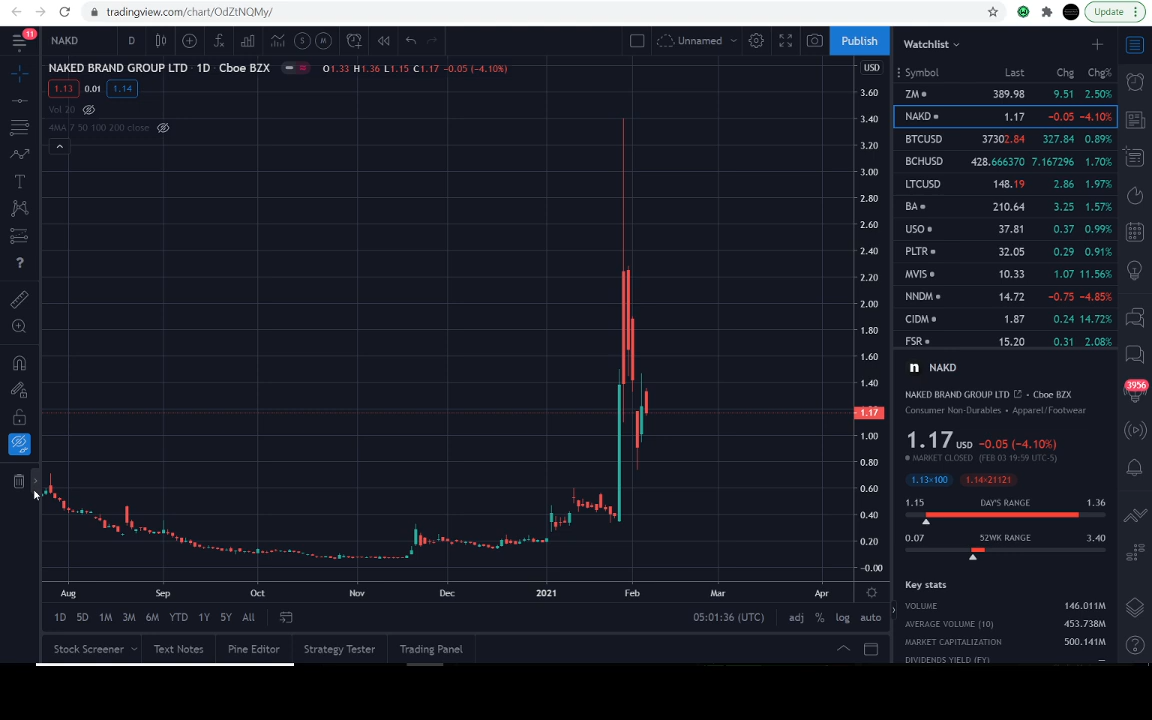 tradingview.com/chart/OdZtNQMy/
Update
11
NAKD
D
S
M
Unnamed
Publish
Watchlist
NAKED BRAND GROUP LTD • 1D • Cboe BZX
O1.33 H1.36 L1.15 C1.17 −0.05 (−4.10%)
USD
1.13 0.01 1.14
Vol 20
4MA 7 50 100 200 close
3.60
3.40
3.20
3.00
2.80
2.60
2.40
2.20
2.00
1.80
1.60
1.40
1.17
1.00
0.80
0.60
0.40
0.20
−0.00
Aug Sep Oct Nov Dec 2021 Feb Mar Apr
1D 5D 1M 3M 6M YTD 1Y 5Y All
05:01:36 (UTC) adj % log auto
Stock Screener Text Notes Pine Editor Strategy Tester Trading Panel
Symbol Last Chg Chg%
ZM 389.98 9.51 2.50%
NAKD 1.17 −0.05 −4.10%
BTCUSD 37302.84 327.84 0.89%
BCHUSD 428.666370 7.167296 1.70%
LTCUSD 148.19 2.86 1.97%
BA 210.64 3.25 1.57%
USO 37.81 0.37 0.99%
PLTR 32.05 0.29 0.91%
MVIS 10.33 1.07 11.56%
NNDM 14.72 −0.75 −4.85%
CIDM 1.87 0.24 14.72%
FSR 15.20 0.31 2.08%
n NAKD
NAKED BRAND GROUP LTD • Cboe BZX
Consumer Non-Durables • Apparel/Footwear
1.17 USD −0.05 (−4.10%)
MARKET CLOSED (FEB 03 19:59 UTC-5)
1.13×100 1.14×21121
1.15 DAY'S RANGE 1.36
0.07 52WK RANGE 3.40
Key stats
VOLUME 146.011M
AVERAGE VOLUME (10) 453.738M
MARKET CAPITALIZATION 500.141M
DIVIDENDS YIELD (FY) —
3956